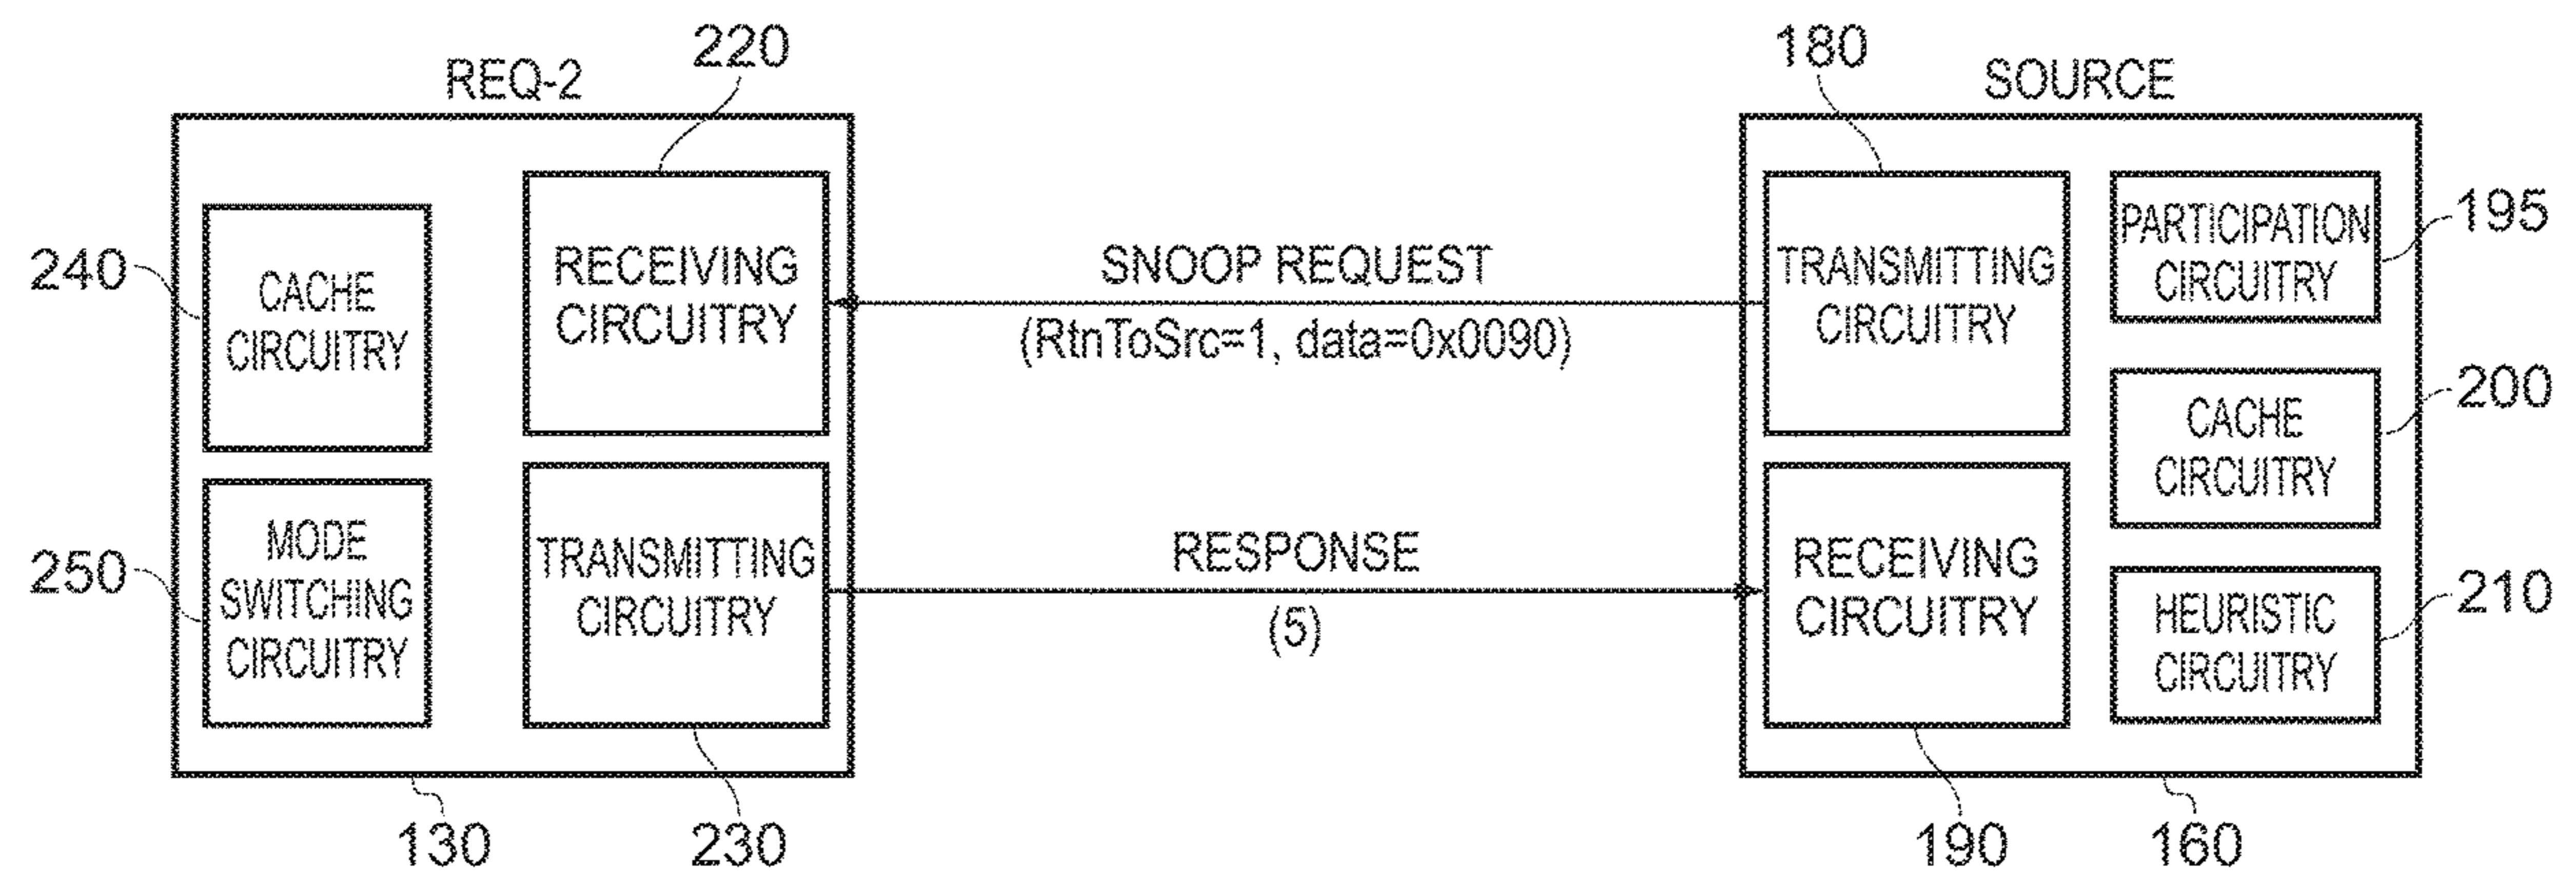 220
180
REQ-2
SOURCE
240
CACHE
CIRCUITRY
RECEIVING
CIRCUITRY
SNOOP REQUEST
(RtnToSrc=1, data=0x0090)
TRANSMITTING
CIRCUITRY
PARTICIPATION
CIRCUITRY
195
CACHE
CIRCUITRY
200
250
MODE
SWITCHING
CIRCUITRY
TRANSMITTING
CIRCUITRY
RESPONSE
(5)
RECEIVING
CIRCUITRY
HEURISTIC
CIRCUITRY
210
130
230
190
160